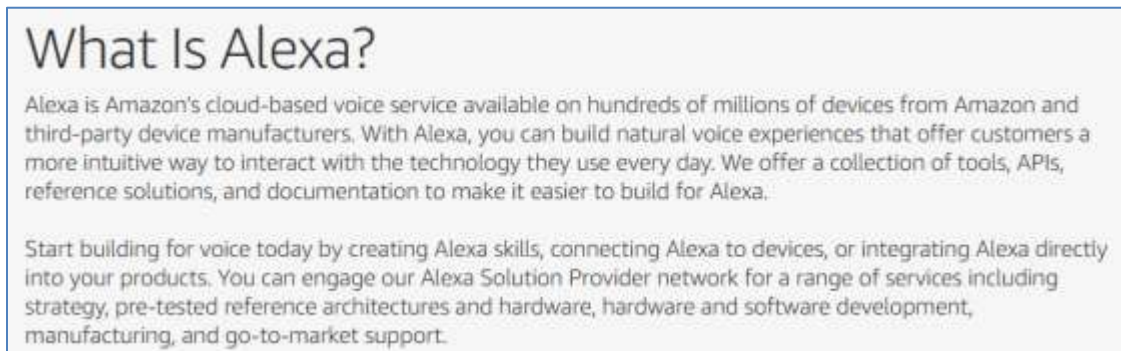 What Is Alexa?
Alexa is Amazon's cloud-based voice service available on hundreds of millions of devices from Amazon and
third-party device manufacturers. With Alexa, you can build natural voice experiences that offer customers a
more intuitive way to interact with the technology they use every day. We offer a collection of tools, APIs,
reference solutions, and documentation to make it easier to build for Alexa.
Start building for voice today by creating Alexa skills, connecting Alexa to devices, or integrating Alexa directly
into your products. You can engage our Alexa Solution Provider network for a range of services including
strategy, pre-tested reference architectures and hardware, hardware and software development,
manufacturing, and go-to-market support.